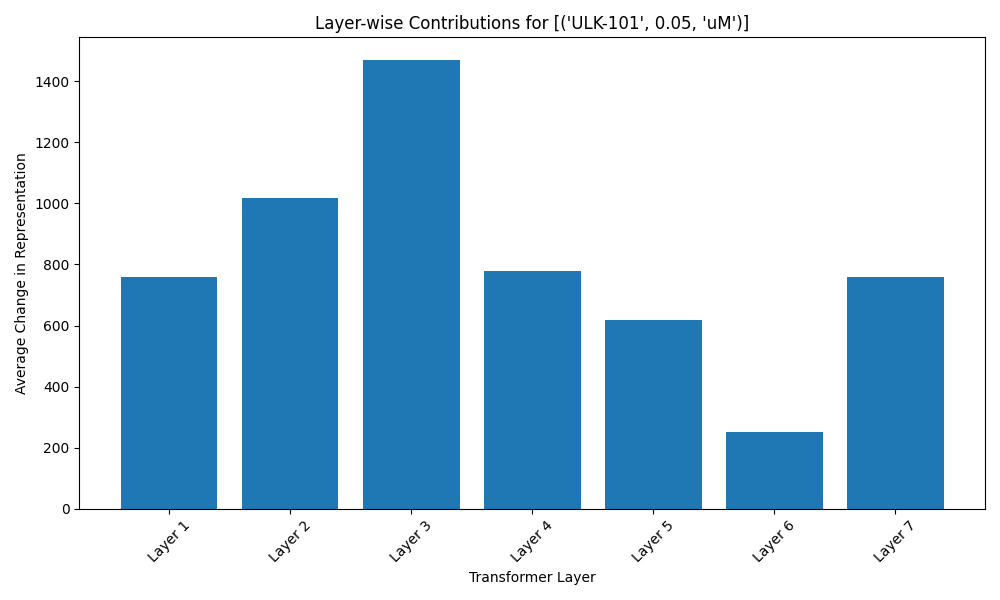 Layer-wise Contributions for [('ULK-101', 0.05, 'uM')]
Average Change in Representation
1400
1200
1000
800
600
400
200
0
Layer 1
Layer 2
Layer 3
Layer 4
Layer 5
Layer 6
Layer 7
Transformer Layer